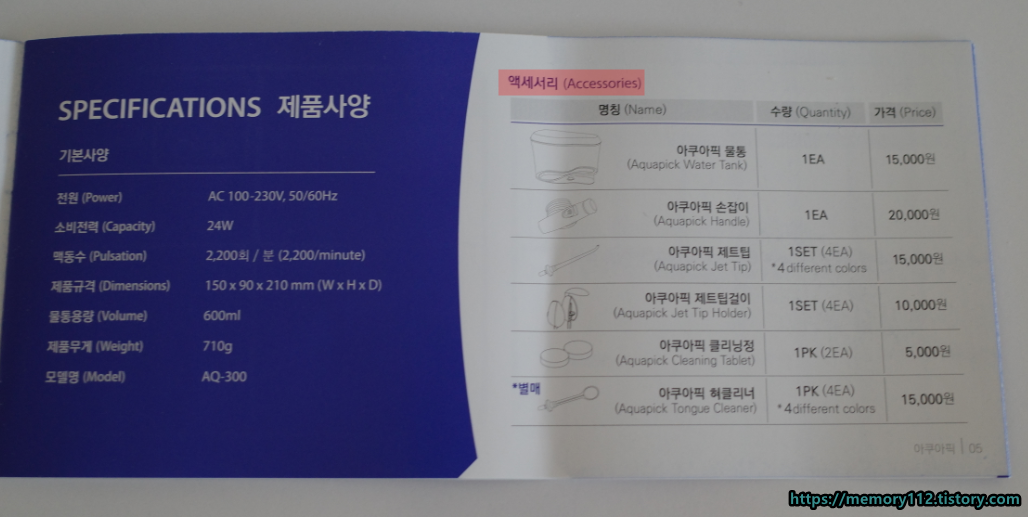 SPECIFICATIONS 제품사양
기본사양
전원 (Power) AC 100-230V, 50/60Hz
소비전력 (Capacity) 24W
맥동수 (Pulsation) 2,200회 / 분 (2,200/minute)
제품규격 (Dimensions) 150 x 90 x 210 mm (W x H x D)
물통용량 (Volume) 600ml
제품무게 (Weight) 710g
모델명 (Model) AQ-300
액세서리 (Accessories)
명칭 (Name) 수량 (Quantity) 가격 (Price)
아쿠아픽 물통
(Aquapick Water Tank) 1EA 15,000원
아쿠아픽 손잡이
(Aquapick Handle) 1EA 20,000원
아쿠아픽 제트팁 1SET (4EA)
(Aquapick Jet Tip) *4different colors 15,000원
아쿠아픽 제트팁걸이
(Aquapick Jet Tip Holder) 1SET (4EA) 10,000원
아쿠아픽 클리닝정
(Aquapick Cleaning Tablet) 1PK (2EA) 5,000원
*별매 아쿠아픽 혀클리너 1PK (4EA)
(Aquapick Tongue Cleaner) *4different colors 15,000원
아쿠아픽 | 05
https://memory112.tistory.com